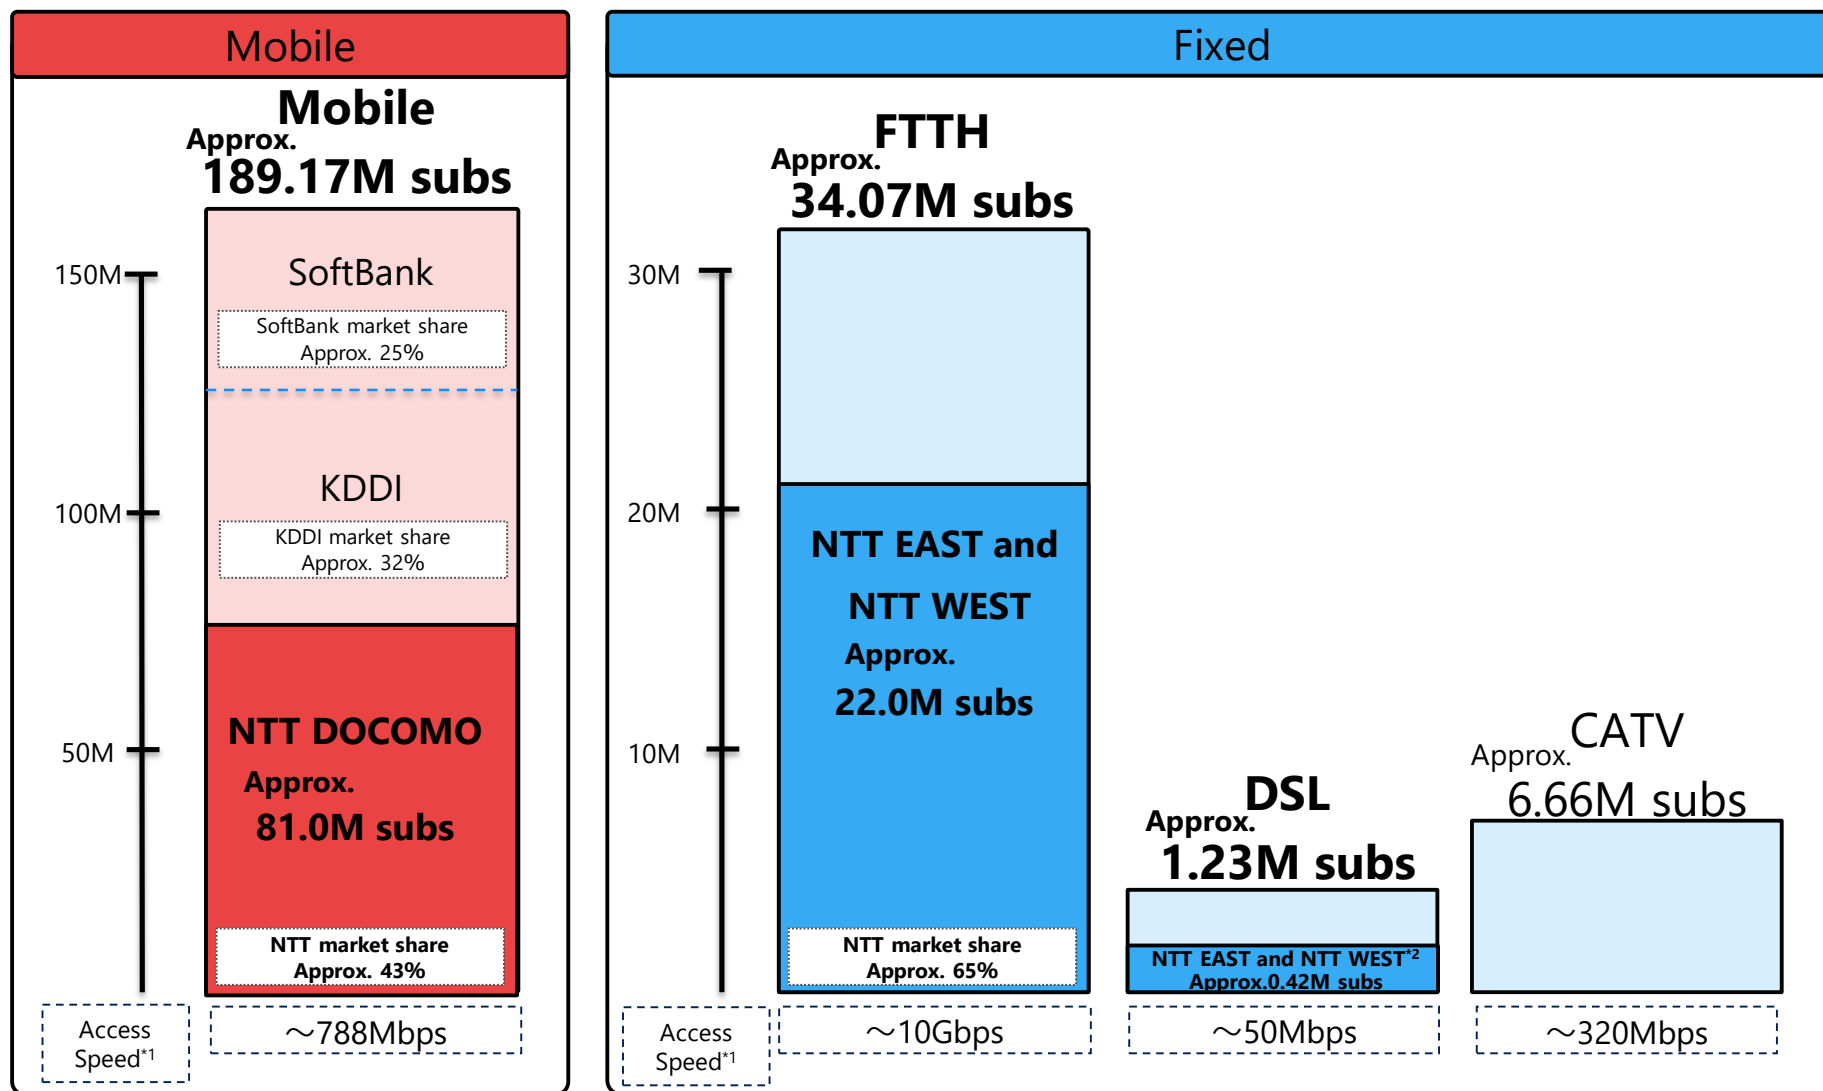 Mobile
Mobile
Approx.
189.17M subs
150M
100M
50M
SoftBank
SoftBank market share
Approx. 25%
KDDI
KDDI market share
Approx. 32%
NTT DOCOMO
Approx.
81.0M subs
NTT market share
Approx. 43%
Access
Speed*1
～788Mbps
Fixed
FTTH
Approx.
34.07M subs
30M
20M
10M
NTT EAST and
NTT WEST
Approx.
22.0M subs
NTT market share
Approx. 65%
DSL
Approx.
1.23M subs
NTT EAST and NTT WEST*2
Approx.0.42M subs
CATV
Approx.
6.66M subs
Access
Speed*1
～10Gbps
～50Mbps
～320Mbps